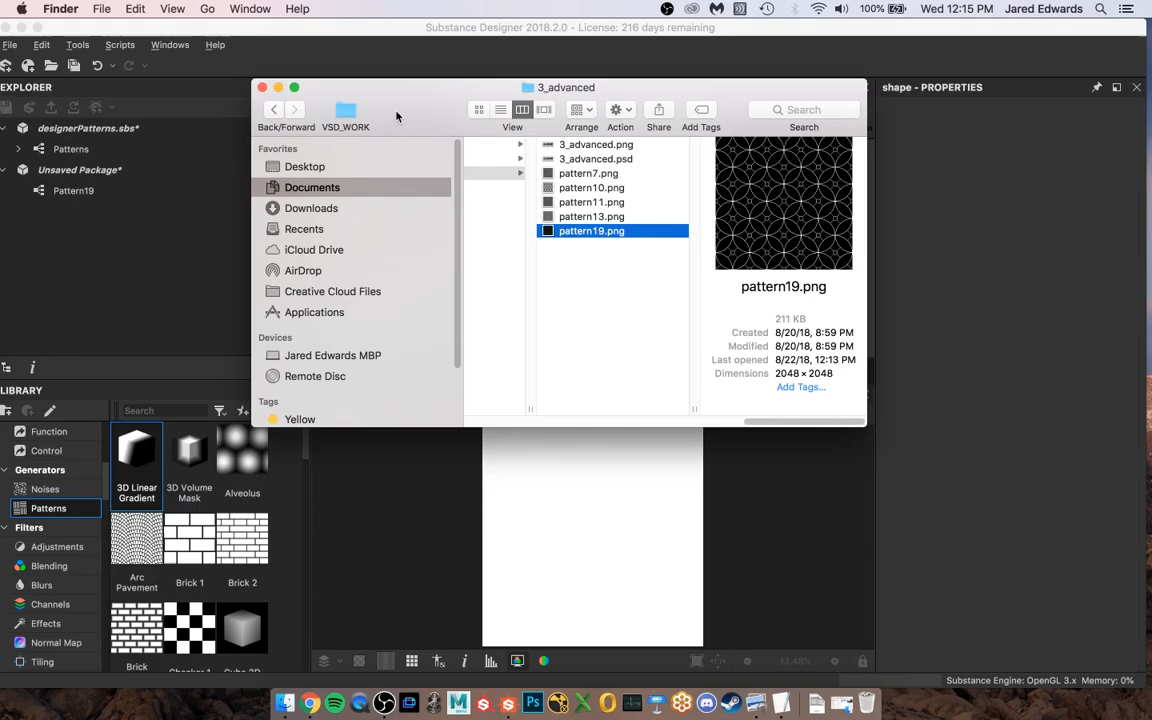 Finder File Edit View Go Window Help 100% Wed 12:15 PM Jared Edwards
Substance Designer 2018.2.0 - License: 216 days remaining
File Edit Tools Scripts Windows Help
EXPLORER
designerPatterns.sbs*
Patterns
Unsaved Package*
Pattern19
3_advanced
Back/Forward VSD_WORK View Arrange Action Share Add Tags Search
Search
Favorites
Desktop
Documents
Downloads
Recents
iCloud Drive
AirDrop
Creative Cloud Files
Applications
Devices
Jared Edwards MBP
Remote Disc
Tags
Yellow
3_advanced.png
3_advanced.psd
pattern7.png
pattern10.png
pattern11.png
pattern13.png
pattern19.png
pattern19.png
211 KB
Created 8/20/18, 8:59 PM
Modified 8/20/18, 8:59 PM
Last opened 8/22/18, 12:13 PM
Dimensions 2048 × 2048
Add Tags...
shape - PROPERTIES
LIBRARY
Search
Function
Control
Generators
Noises
Patterns
Filters
Adjustments
Blending
Blurs
Channels
Effects
Normal Map
Tiling
3D Linear Gradient
3D Volume Mask
Alveolus
Arc Pavement
Brick 1
Brick 2
Brick
Checker 1
Cube 3D
13.48%
Substance Engine: OpenGL 3.x Memory: 0%